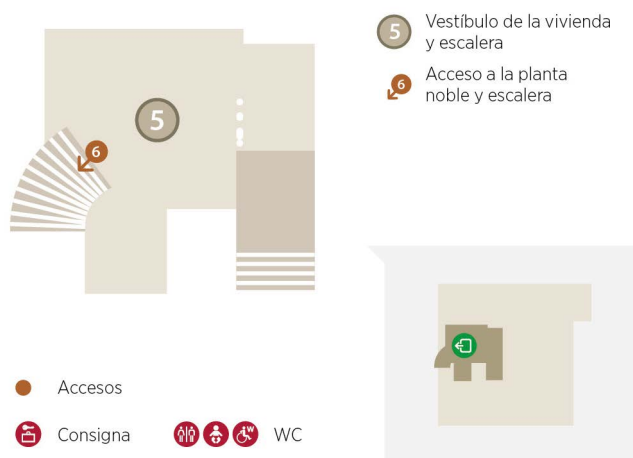 5
Vestíbulo de la vivienda
y escalera
6
Acceso a la planta
noble y escalera
5
6
Accesos
Consigna
W
WC